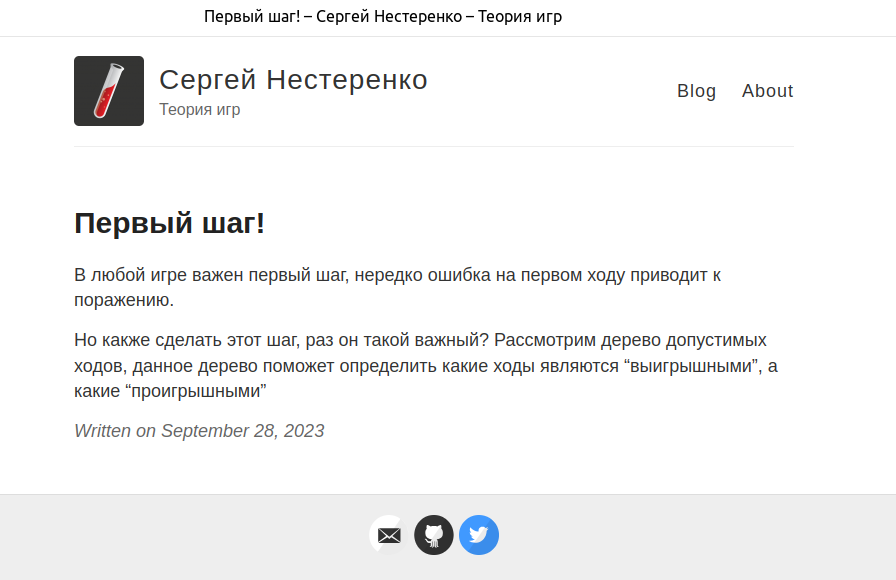 Первый шаг! – Сергей Нестеренко – Теория игр
Сергей Нестеренко
Теория игр
Blog About
Первый шаг!
В любой игре важен первый шаг, нередко ошибка на первом ходу приводит к
поражению.
Но какже сделать этот шаг, раз он такой важный? Рассмотрим дерево допустимых
ходов, данное дерево поможет определить какие ходы являются “выигрышными”, а
какие “проигрышными”
Written on September 28, 2023